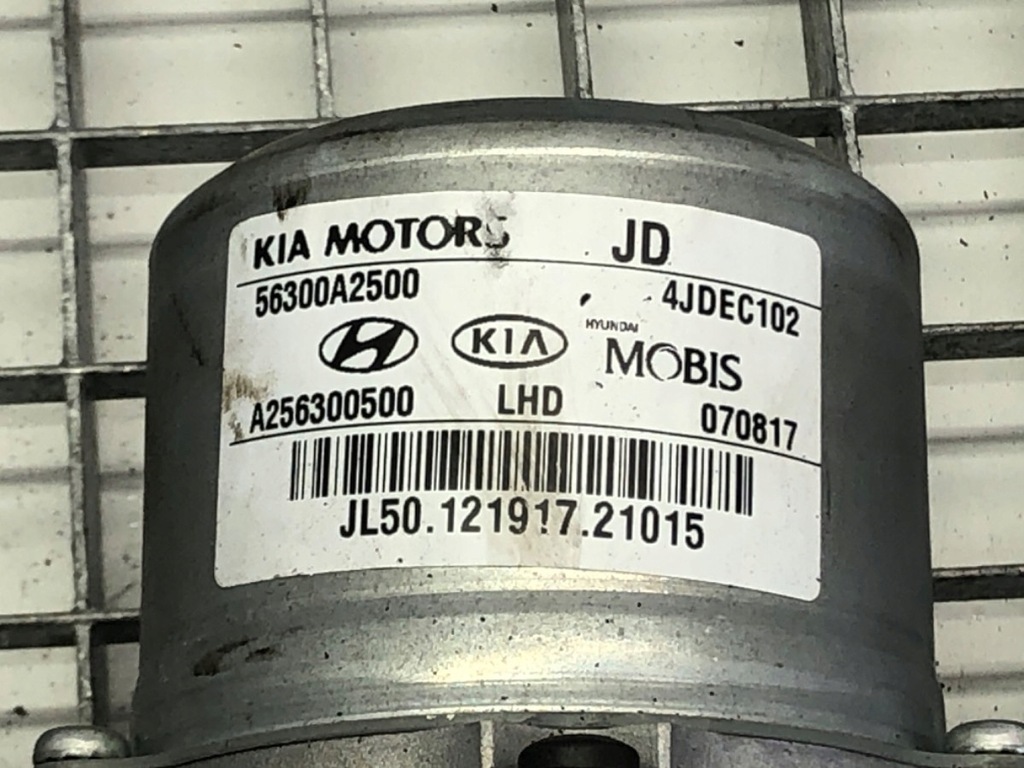 KIA MOTORS JD
56300A2500 4JDEC102
KIA HYUNDAI MOBIS
A256300500 LHD 070817
JL50.121917.21015